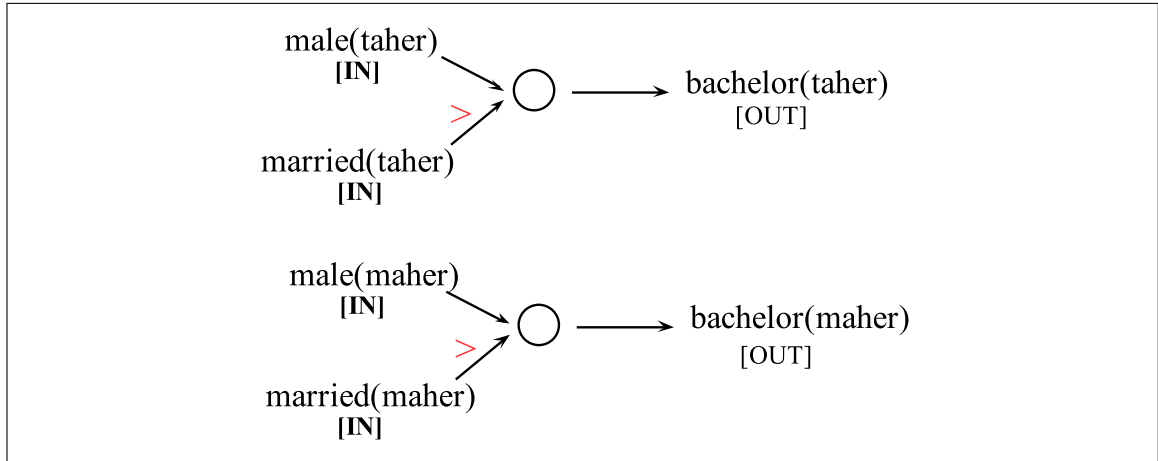 male(taher)
[IN]
bachelor(taher)
[OUT]
>
married(taher)
[IN]
male(maher)
[IN]
bachelor(maher)
[OUT]
>
married(maher)
[IN]